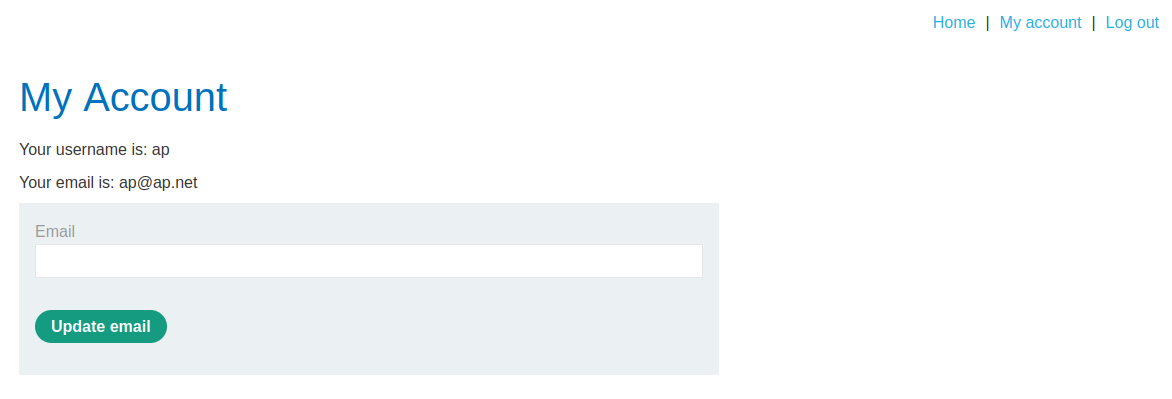 Home | My account | Log out
My Account
Your username is: ap
Your email is: ap@ap.net
Email
Update email